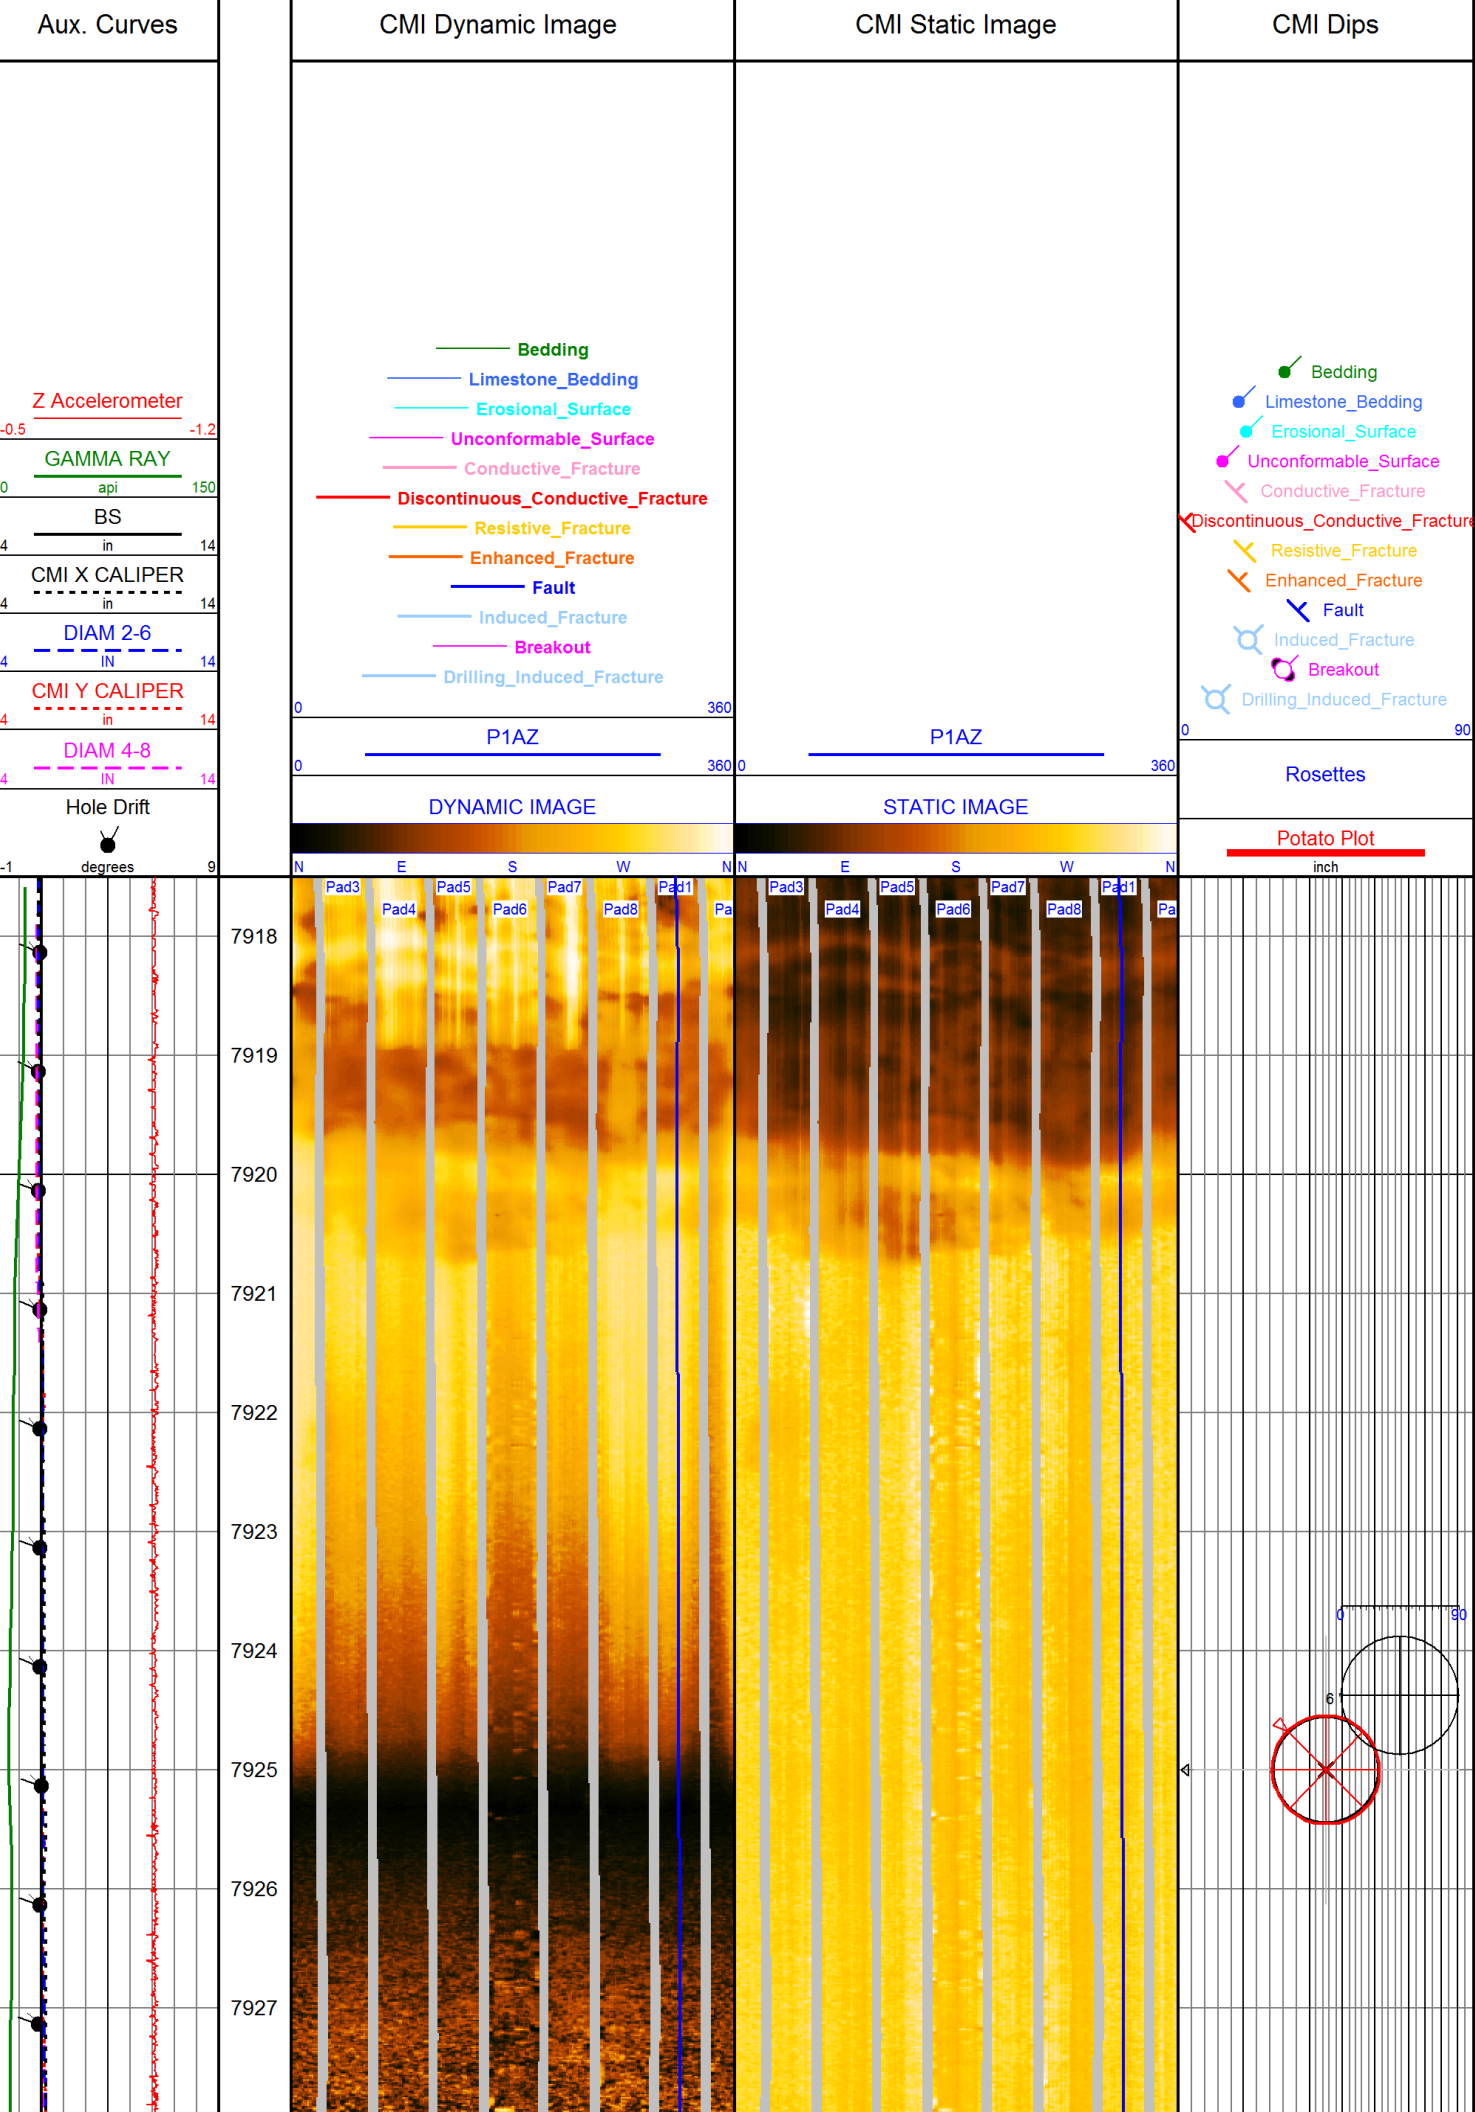 Aux. Curves
CMI Dynamic Image
CMI Static Image
CMI Dips
Z Accelerometer
-0.5 -1.2
GAMMA RAY
0 api 150
BS
4 in 14
CMI X CALIPER
4 in 14
DIAM 2-6
4 IN 14
CMI Y CALIPER
4 in 14
DIAM 4-8
4 IN 14
Hole Drift
-1 degrees 9
Bedding
Limestone_Bedding
Erosional_Surface
Unconformable_Surface
Conductive_Fracture
Discontinuous_Conductive_Fracture
Resistive_Fracture
Enhanced_Fracture
Fault
Induced_Fracture
Breakout
Drilling_Induced_Fracture
0 360
P1AZ
0 360
DYNAMIC IMAGE
N E S W N
P1AZ
0 360
STATIC IMAGE
N E S W N
Bedding
Limestone_Bedding
Erosional_Surface
Unconformable_Surface
Conductive_Fracture
Discontinuous_Conductive_Fracture
Resistive_Fracture
Enhanced_Fracture
Fault
Induced_Fracture
Breakout
Drilling_Induced_Fracture
0 90
Rosettes
Potato Plot
inch
Pad3 Pad5 Pad7 Pad1
Pad4 Pad6 Pad8 Pa
Pad3 Pad5 Pad7 Pad1
Pad4 Pad6 Pad8 Pa
7918
7919
7920
7921
7922
7923
7924
7925
7926
7927
0 90
6